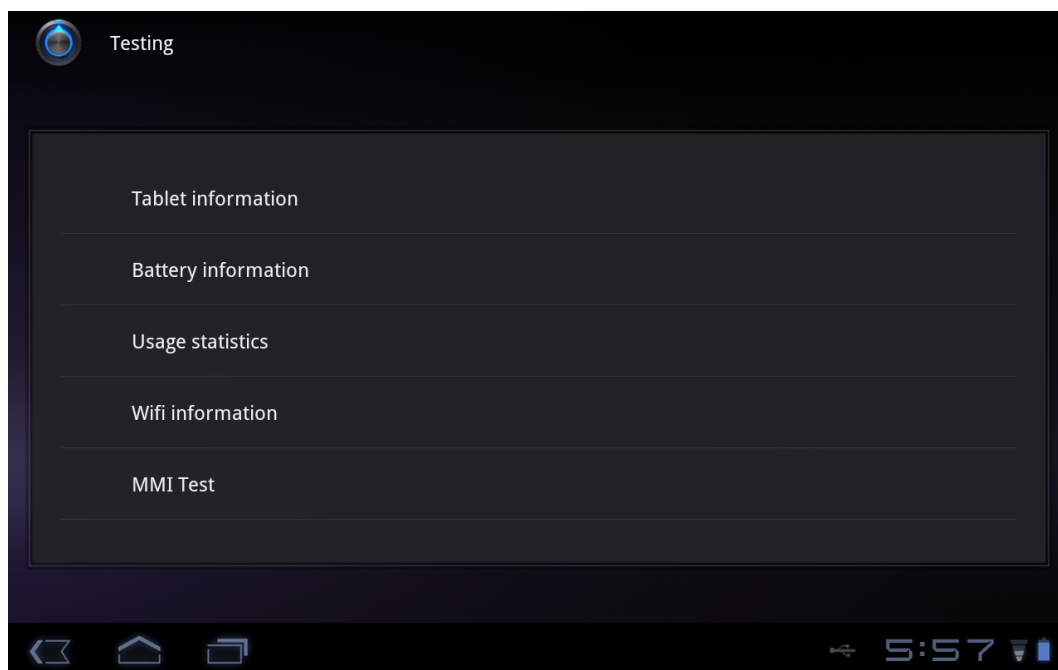 Testing
Tablet information
Battery information
Usage statistics
Wifi information
MMI Test
5:57